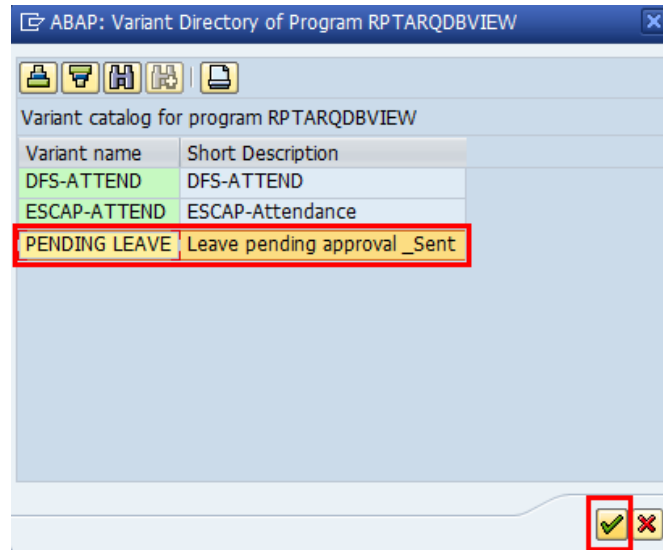 ABAP: Variant Directory of Program RPTARQDBVIEW
Variant catalog for program RPTARQDBVIEW
Variant name Short Description
DFS-ATTEND DFS-ATTEND
ESCAP-ATTEND ESCAP-Attendance
PENDING LEAVE Leave pending approval _Sent